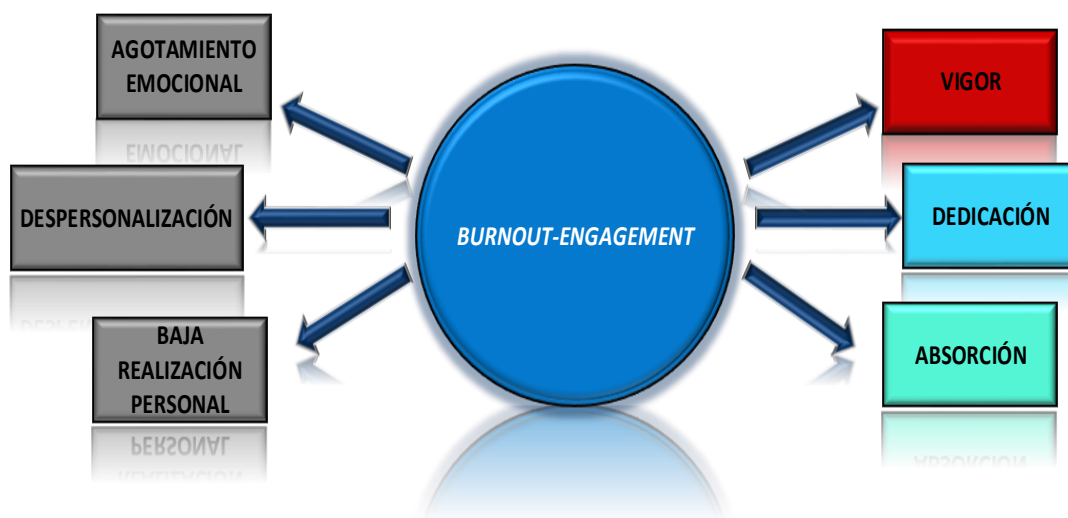 AGOTAMIENTO
EMOCIONAL
DESPERSONALIZACIÓN
BAJA
REALIZACIÓN
PERSONAL
BURNOUT-ENGAGEMENT
VIGOR
DEDICACIÓN
ABSORCIÓN